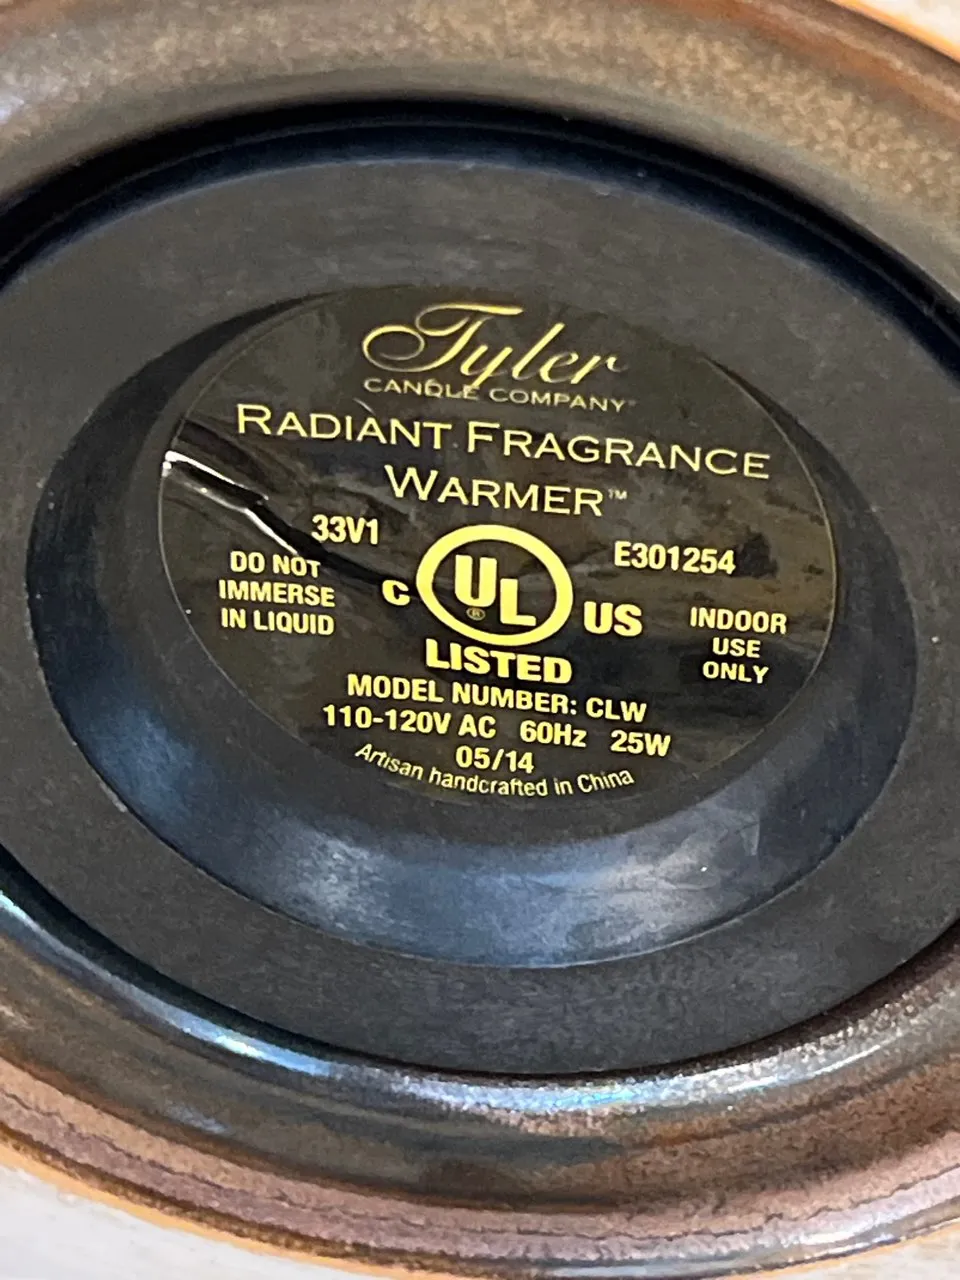 Tyler
CANDLE COMPANY
RADIANT FRAGRANCE
WARMER™
33V1
E301254
DO NOT
IMMERSE
IN LIQUID
C UL® US
LISTED
INDOOR
USE
ONLY
MODEL NUMBER: CLW
110-120V AC 60Hz 25W
05/14
Artisan handcrafted in China